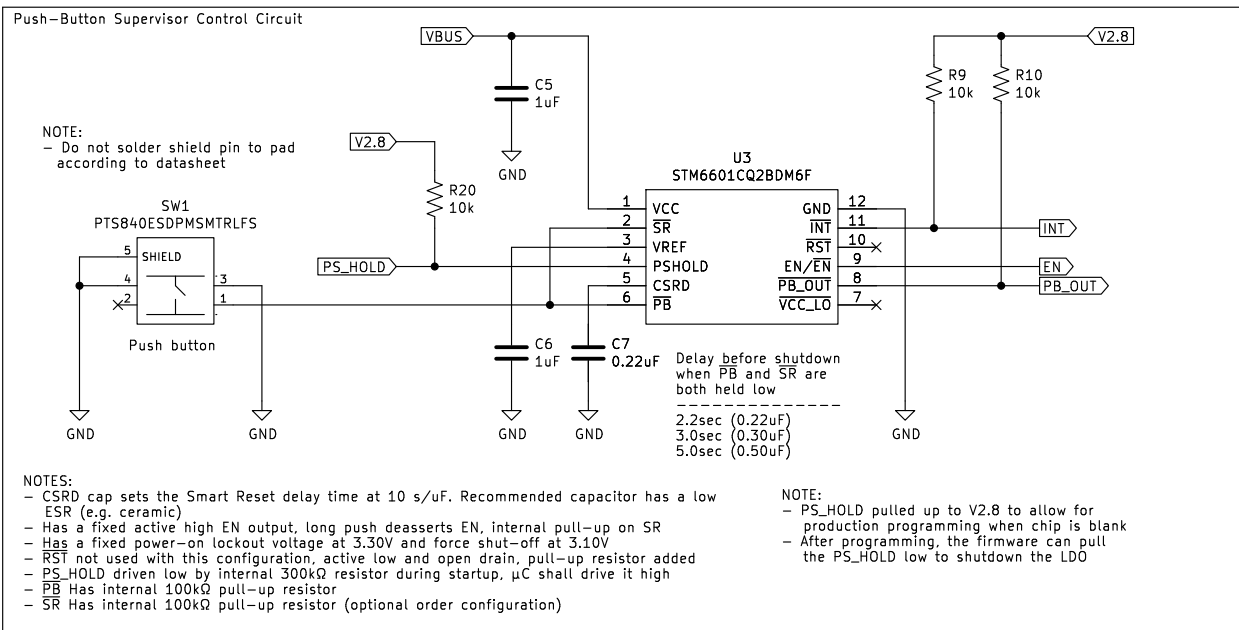 Push-Button Supervisor Control Circuit
VBUS
V2.8
C5
1uF
R9
10k
R10
10k
NOTE:
- Do not solder shield pin to pad
according to datasheet
V2.8
GND
R20
10k
U3
STM6601CQ2BDM6F
SW1
PTS840ESDPMSMTRLFS
1 VCC GND 12
2 SR INT 11 INT
3 VREF RST 10
PS_HOLD 4 PSHOLD EN/EN 9 EN
5 CSRD PB_OUT 8 PB_OUT
6 PB VCC_LO 7
5 SHIELD
4 3
2 1
Push button
C6
1uF
C7
0.22uF
Delay before shutdown
when PB and SR are
both held low
----------------
2.2sec (0.22uF)
3.0sec (0.30uF)
5.0sec (0.50uF)
GND GND GND GND GND
NOTES:
- CSRD cap sets the Smart Reset delay time at 10 s/uF. Recommended capacitor has a low
ESR (e.g. ceramic)
- Has a fixed active high EN output, long push deasserts EN, internal pull-up on SR
- Has a fixed power-on lockout voltage at 3.30V and force shut-off at 3.10V
- RST not used with this configuration, active low and open drain, pull-up resistor added
- PS_HOLD driven low by internal 300kΩ resistor during startup, μC shall drive it high
- PB Has internal 100kΩ pull-up resistor
- SR Has internal 100kΩ pull-up resistor (optional order configuration)
NOTE:
- PS_HOLD pulled up to V2.8 to allow for
production programming when chip is blank
- After programming, the firmware can pull
the PS_HOLD low to shutdown the LDO